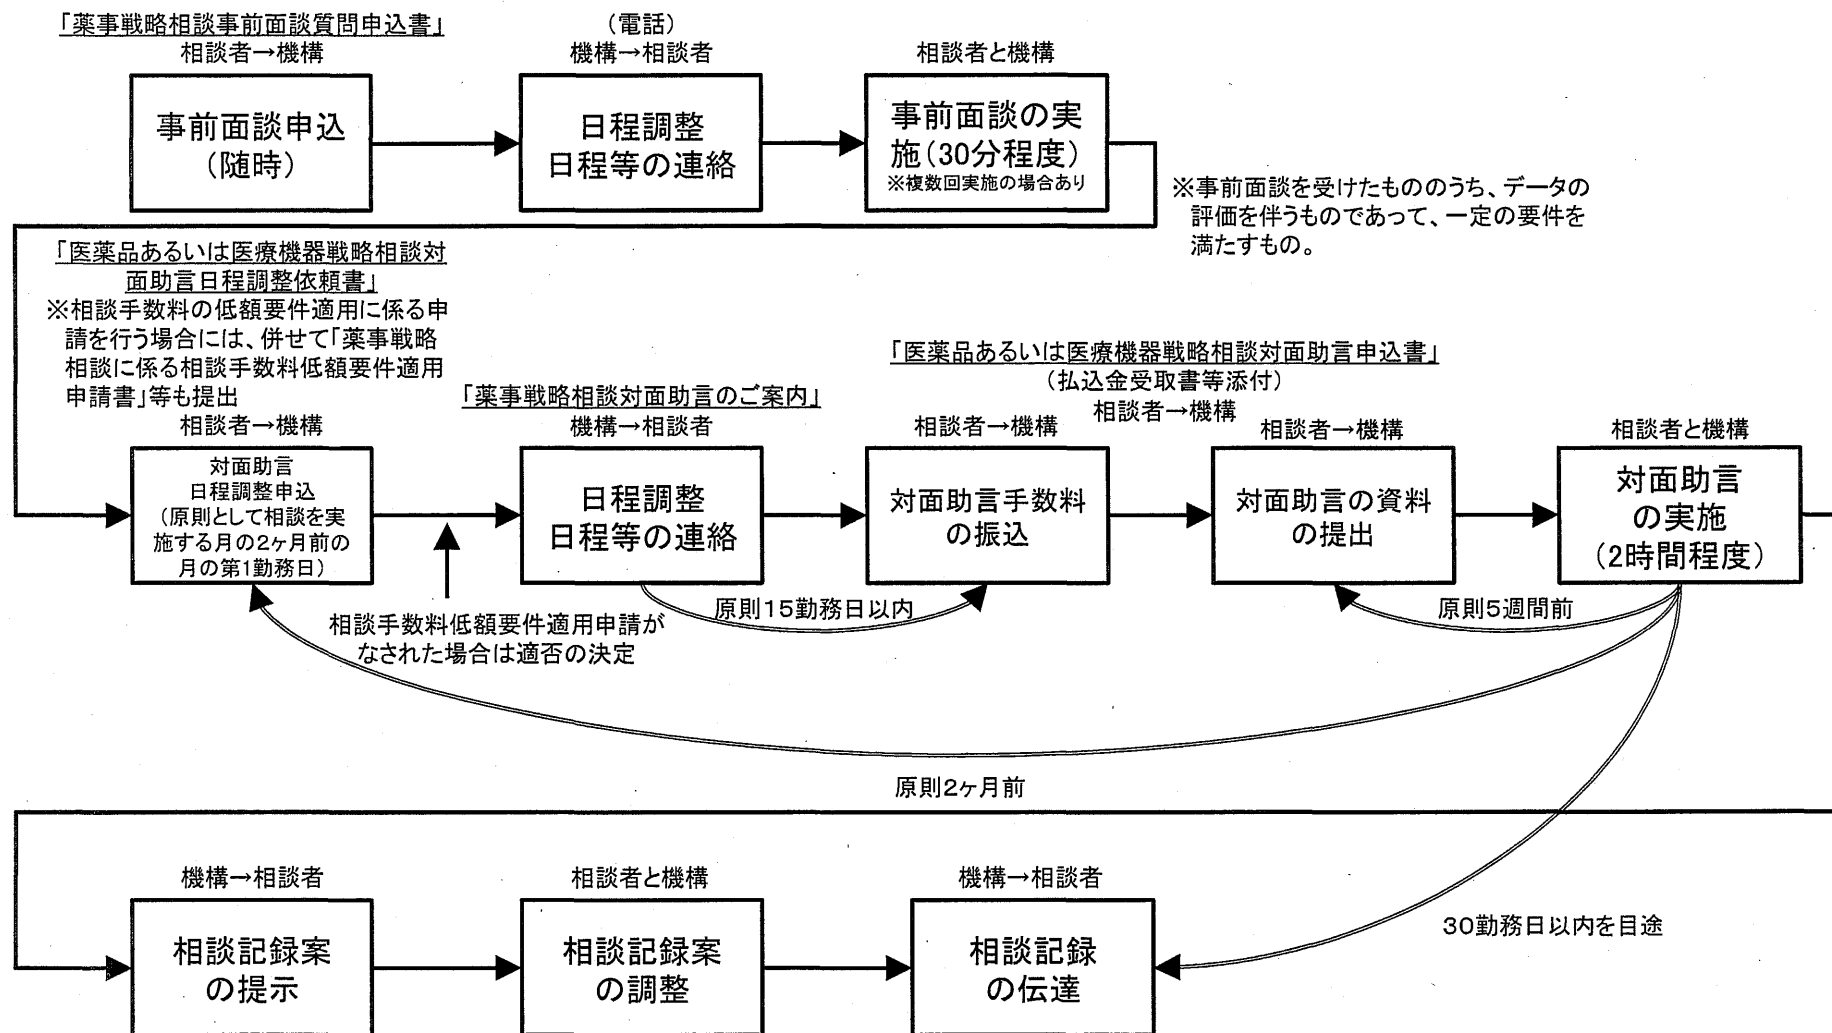 「薬事戦略相談事前面談質問申込書」
相談者→機構
事前面談申込
（随時）
（電話）
機構→相談者
日程調整
日程等の連絡
相談者と機構
事前面談の実
施（30分程度）
※複数回実施の場合あり
※事前面談を受けたもののうち、データの
評価を伴うものであって、一定の要件を
満たすもの。
「医薬品あるいは医療機器戦略相談対
面助言日程調整依頼書」
※相談手数料の低額要件適用に係る申
請を行う場合には、併せて「薬事戦略
相談に係る相談手数料低額要件適用
申請書」等も提出
相談者→機構
対面助言
日程調整申込
（原則として相談を実
施する月の2ヶ月前の
月の第1勤務日）
相談手数料低額要件適用申請が
なされた場合は適否の決定
「薬事戦略相談対面助言のご案内」
機構→相談者
日程調整
日程等の連絡
原則15勤務日以内
「医薬品あるいは医療機器戦略相談対面助言申込書」
（払込金受取書等添付）
相談者→機構
相談者→機構
対面助言手数料
の振込
相談者→機構
対面助言の資料
の提出
原則5週間前
相談者と機構
対面助言
の実施
（2時間程度）
原則2ヶ月前
機構→相談者
相談記録案
の提示
相談者と機構
相談記録案
の調整
機構→相談者
相談記録
の伝達
30勤務日以内を目途